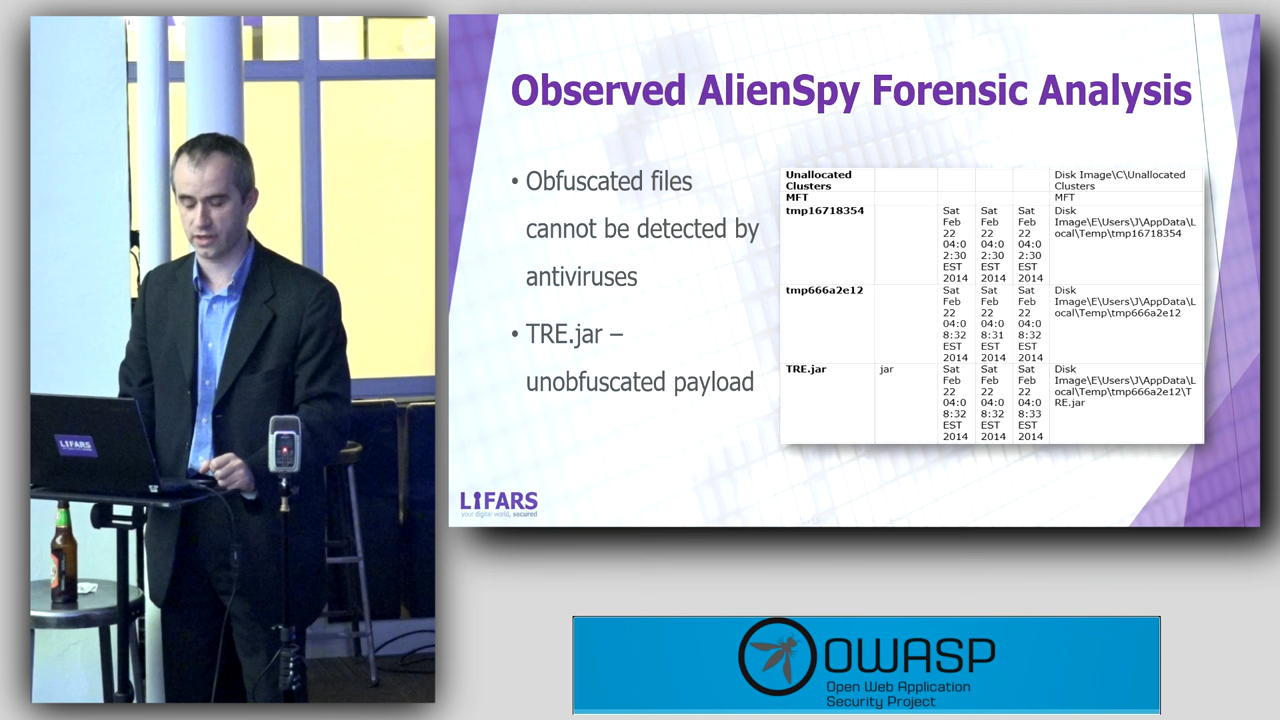 Observed AlienSpy Forensic Analysis
• Obfuscated files
cannot be detected by
antiviruses
• TRE.jar –
unobfuscated payload
Unallocated
Clusters
Disk Image\C\Unallocated
Clusters
MFT
MFT
tmp16718354
Sat
Feb
22
04:0
2:30
EST
2014
Sat
Feb
22
04:0
2:30
EST
2014
Sat
Feb
22
04:0
2:30
EST
2014
Disk
Image\E\Users\J\AppData\L
ocal\Temp\tmp16718354
tmp666a2e12
Sat
Feb
22
04:0
8:32
EST
2014
Sat
Feb
22
04:0
8:31
EST
2014
Sat
Feb
22
04:0
8:32
EST
2014
Disk
Image\E\Users\J\AppData\L
ocal\Temp\tmp666a2e12
TRE.jar
jar
Sat
Feb
22
04:0
8:32
EST
2014
Sat
Feb
22
04:0
8:32
EST
2014
Sat
Feb
22
04:0
8:33
EST
2014
Disk
Image\E\Users\J\AppData\L
ocal\Temp\tmp666a2e12\T
RE.jar
LIFARS
your digital world, secured
LIFARS
OWASP
Open Web Application
Security Project